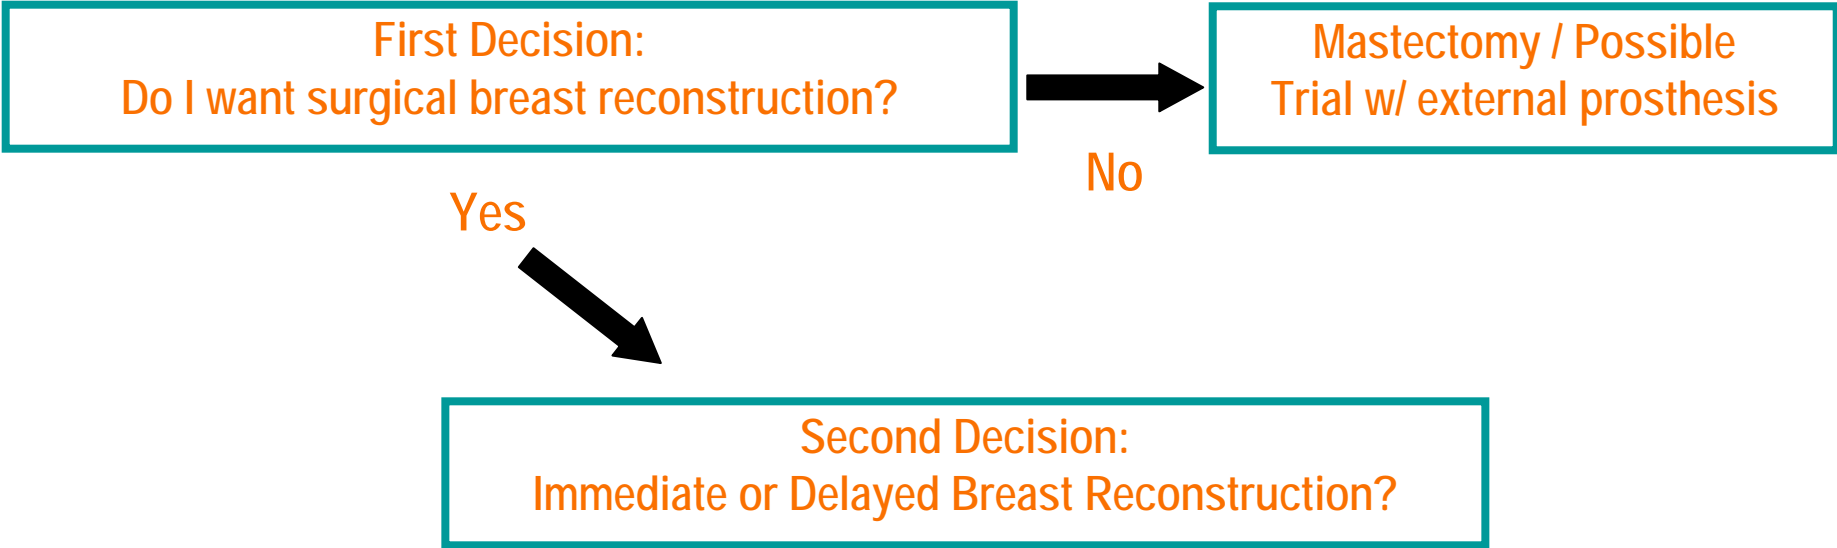 First Decision:
Do I want surgical breast reconstruction?
Mastectomy / Possible
Trial w/ external prosthesis
No
Yes
Second Decision:
Immediate or Delayed Breast Reconstruction?